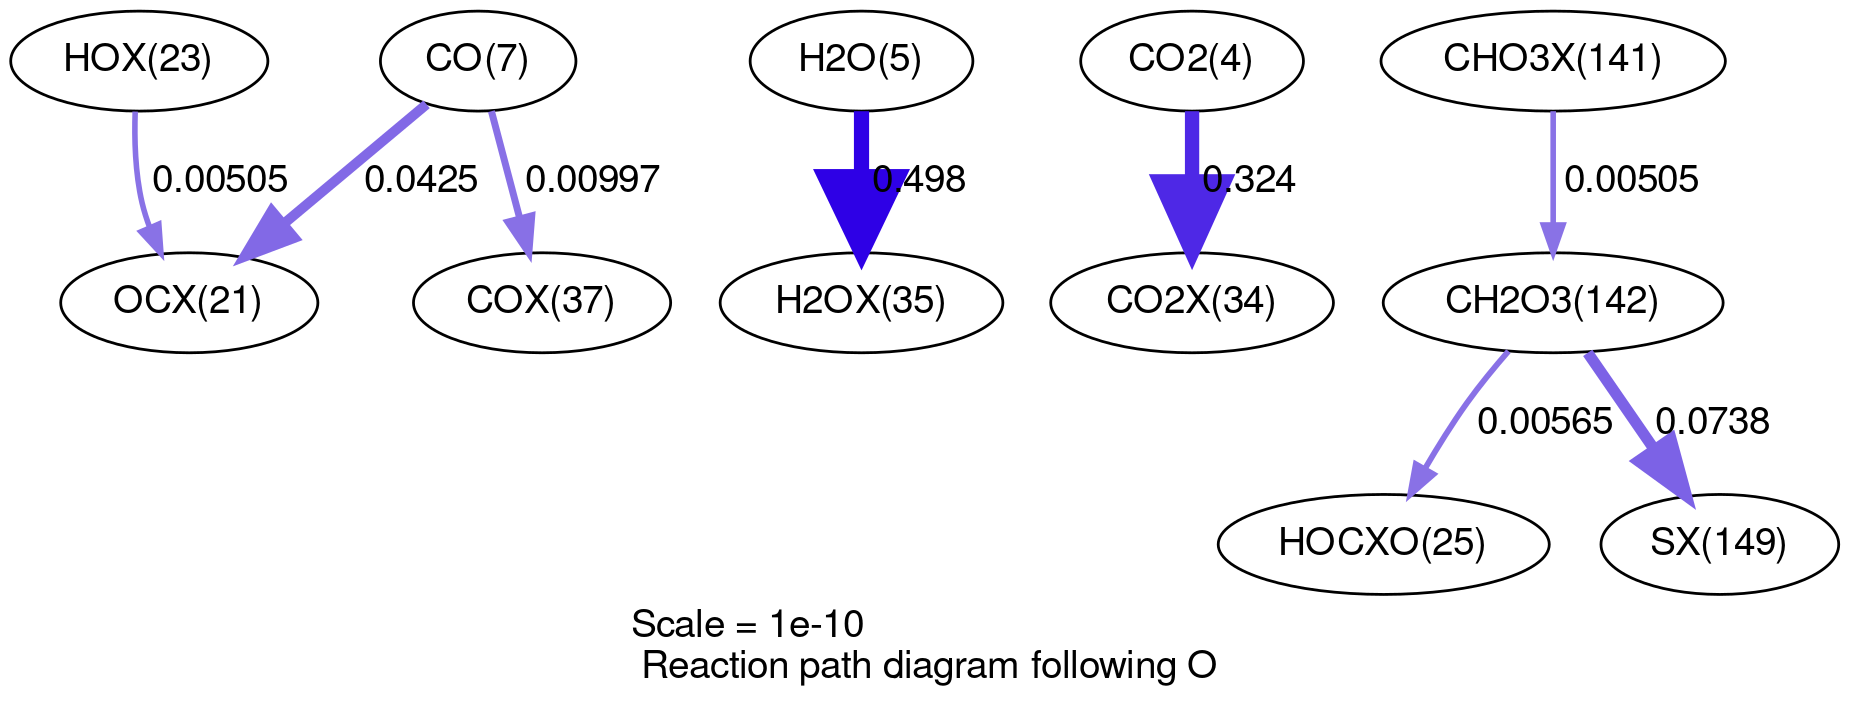 HOX(23)
CO(7)
H2O(5)
CO2(4)
CHO3X(141)
0.00505
0.0425
0.00997
0.498
0.324
0.00505
OCX(21)
COX(37)
H2OX(35)
CO2X(34)
CH2O3(142)
0.00565
0.0738
HOCXO(25)
SX(149)
Scale = 1e-10
Reaction path diagram following O